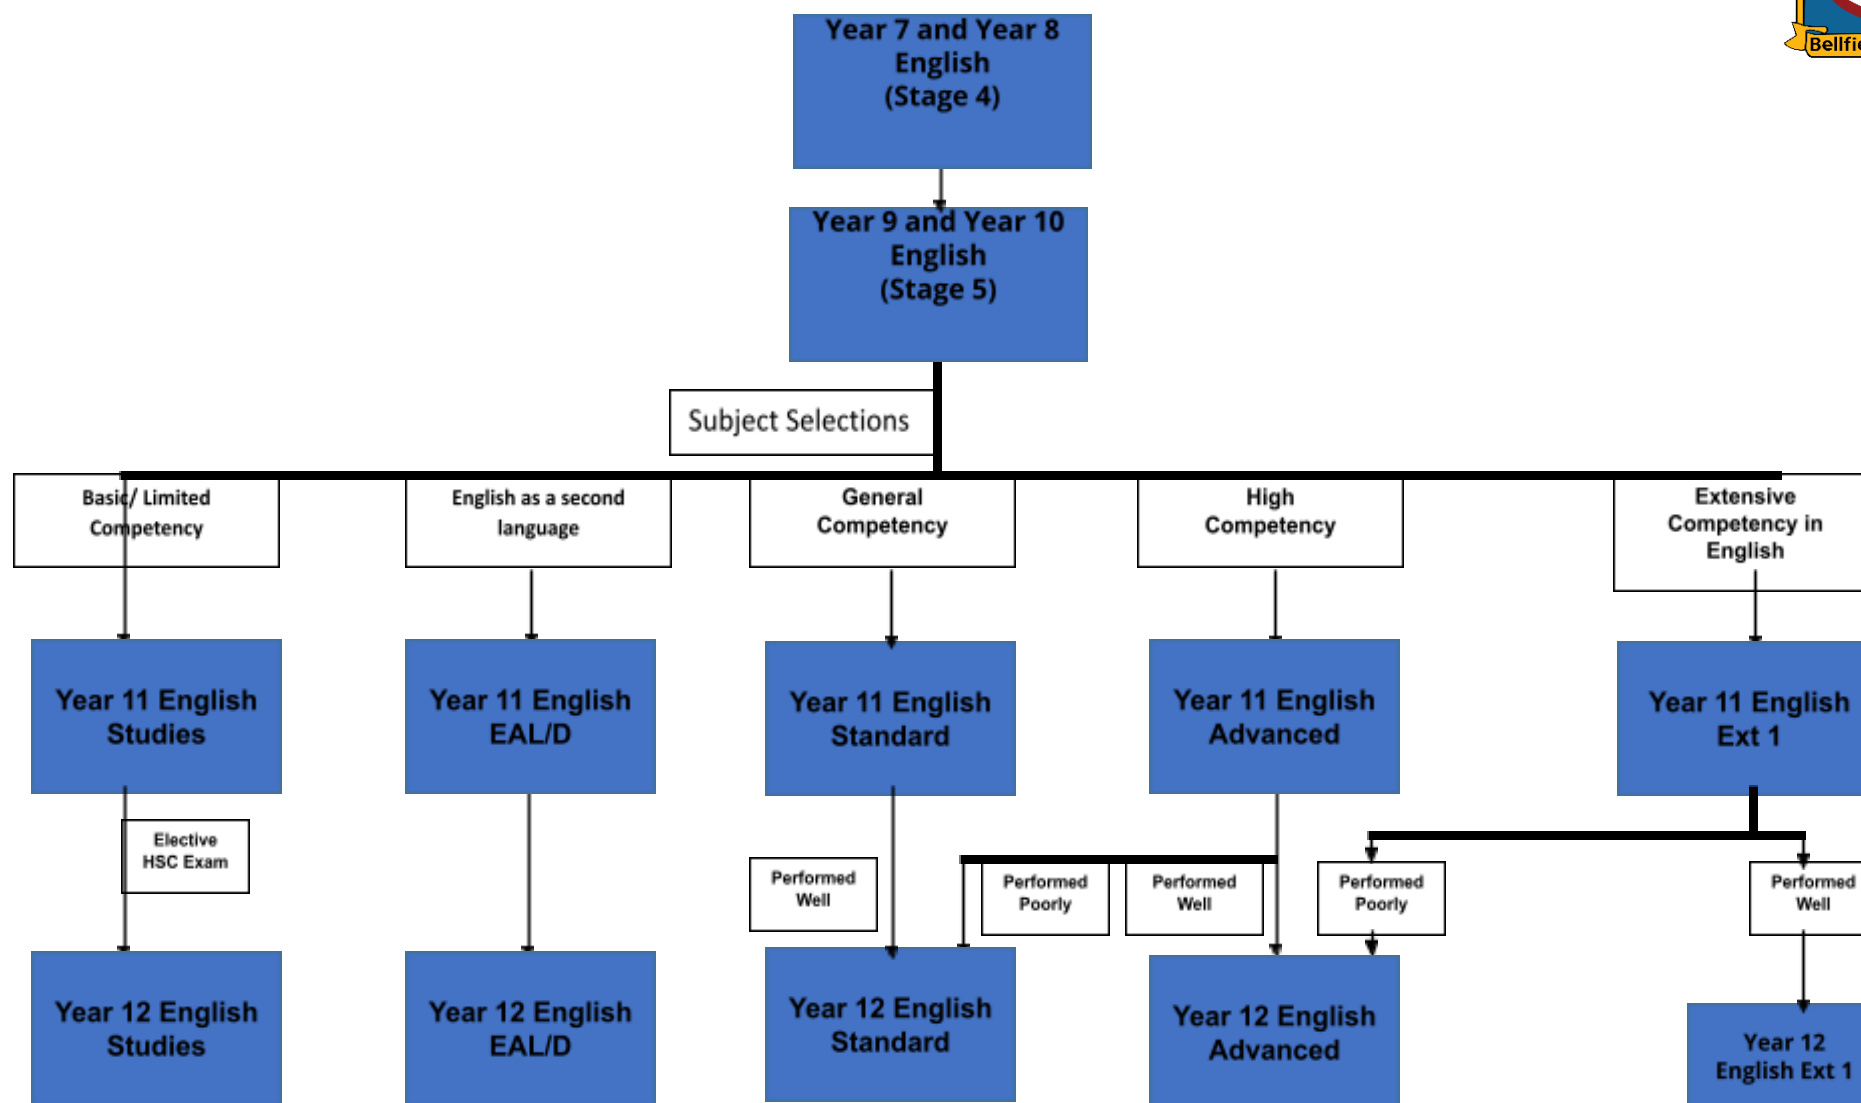 Year 7 and Year 8
English
(Stage 4)
Year 9 and Year 10
English
(Stage 5)
Subject Selections
Basic/ Limited
Competency
English as a second
language
General
Competency
High
Competency
Extensive
Competency in
English
Year 11 English
Studies
Year 11 English
EAL/D
Year 11 English
Standard
Year 11 English
Advanced
Year 11 English
Ext 1
Elective
HSC Exam
Performed
Well
Performed
Poorly
Performed
Well
Performed
Poorly
Performed
Well
Year 12 English
Studies
Year 12 English
EAL/D
Year 12 English
Standard
Year 12 English
Advanced
Year 12
English Ext 1